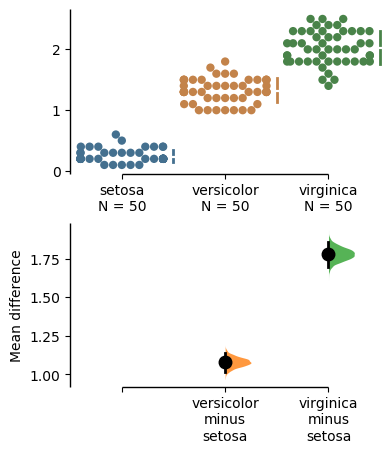 2
1
0
setosa versicolor virginica
N = 50 N = 50 N = 50
Mean difference
1.75
1.50
1.25
1.00
versicolor virginica
minus minus
setosa setosa